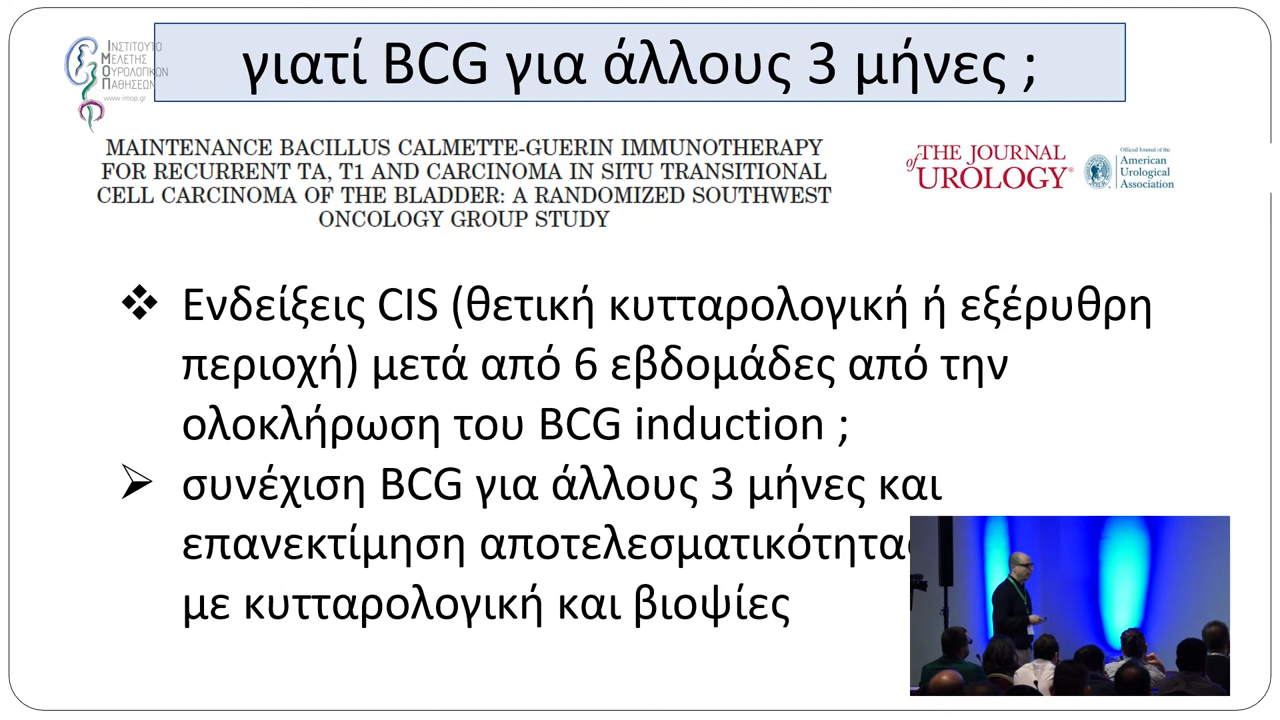 ΙΝΣΤΙΤΟΥΤΟ
ΜΕΛΕΤΗΣ
ΟΥΡΟΛΟΓΙΚΩΝ
ΠΑΘΗΣΕΩΝ
www.imop.gr
γιατί BCG για άλλους 3 μήνες ;
MAINTENANCE BACILLUS CALMETTE-GUERIN IMMUNOTHERAPY
FOR RECURRENT TA, T1 AND CARCINOMA IN SITU TRANSITIONAL
CELL CARCINOMA OF THE BLADDER: A RANDOMIZED SOUTHWEST
ONCOLOGY GROUP STUDY
of THE JOURNAL
UROLOGY®
Official Journal of the
American
Urological
Association
❖ Ενδείξεις CIS (θετική κυτταρολογική ή εξέρυθρη
περιοχή) μετά από 6 εβδομάδες από την
ολοκλήρωση του BCG induction ;
➢ συνέχιση BCG για άλλους 3 μήνες και
επανεκτίμηση αποτελεσματικότητας
με κυτταρολογική και βιοψίες